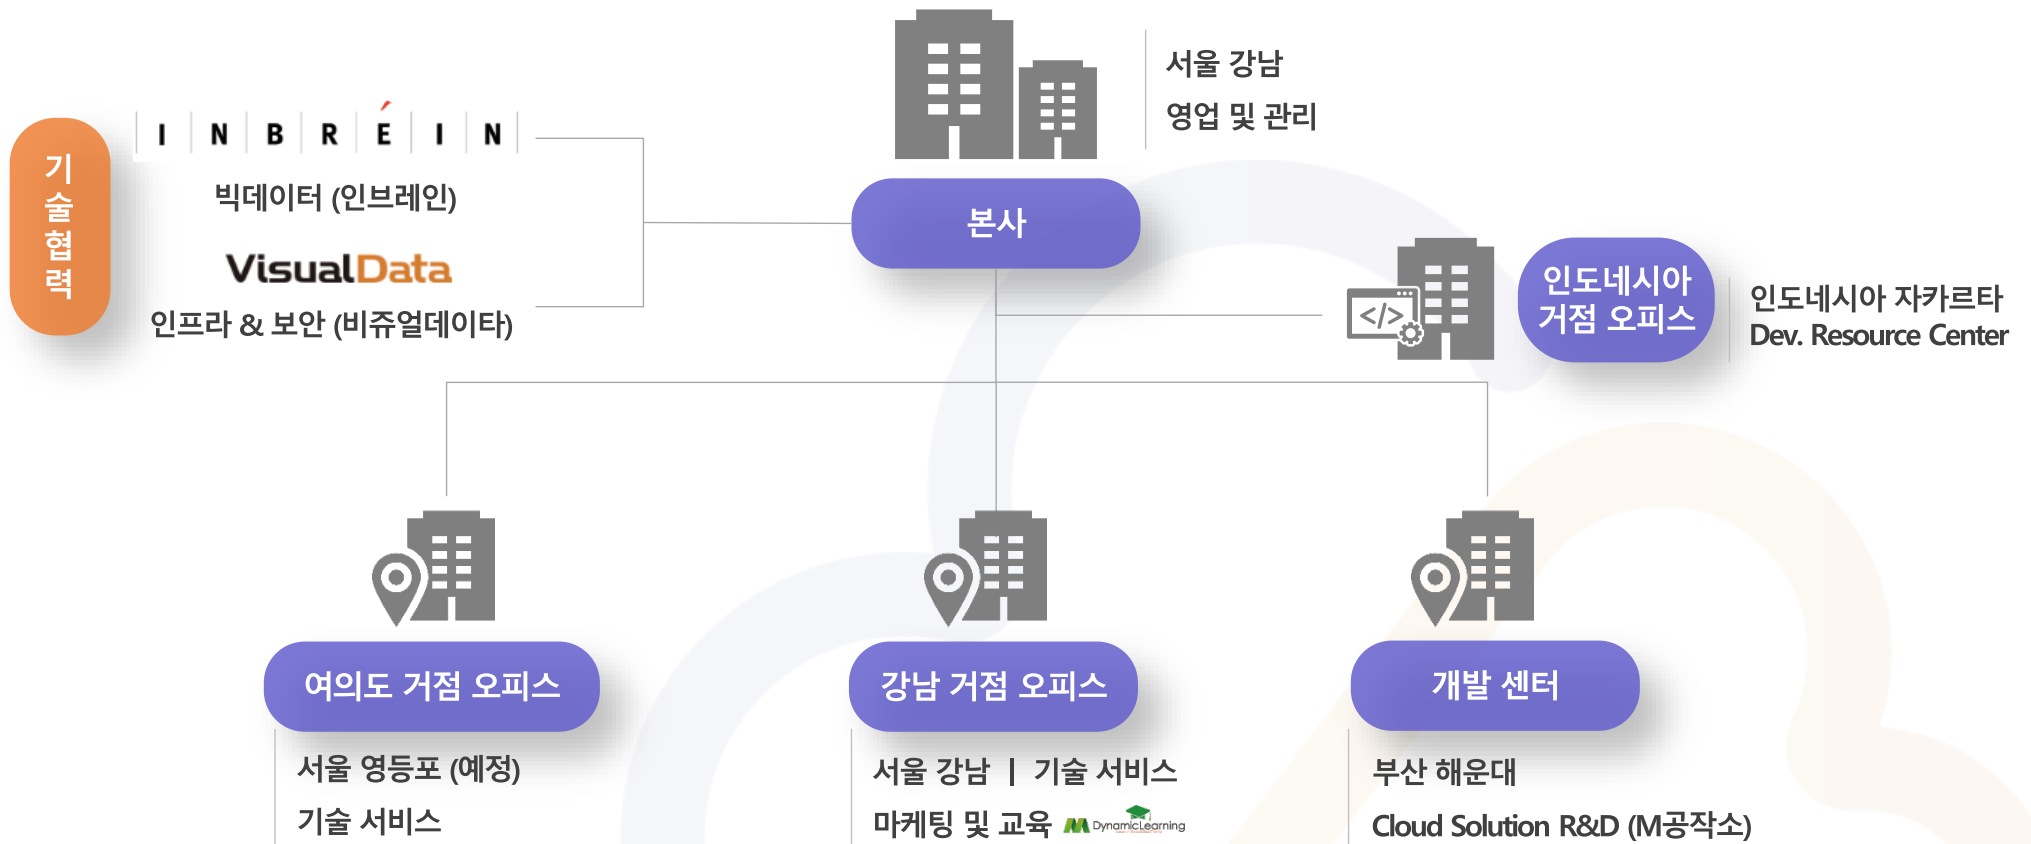 기술협력
INBRÉIN
빅데이터 (인브레인)
VisualData
인프라 & 보안 (비쥬얼데이타)
서울 강남
영업 및 관리
본사
</>
인도네시아
거점 오피스
인도네시아 자카르타
Dev. Resource Center
여의도 거점 오피스
서울 영등포 (예정)
기술 서비스
강남 거점 오피스
서울 강남 | 기술 서비스
마케팅 및 교육 DynamicLearning
개발 센터
부산 해운대
Cloud Solution R&D (M공작소)